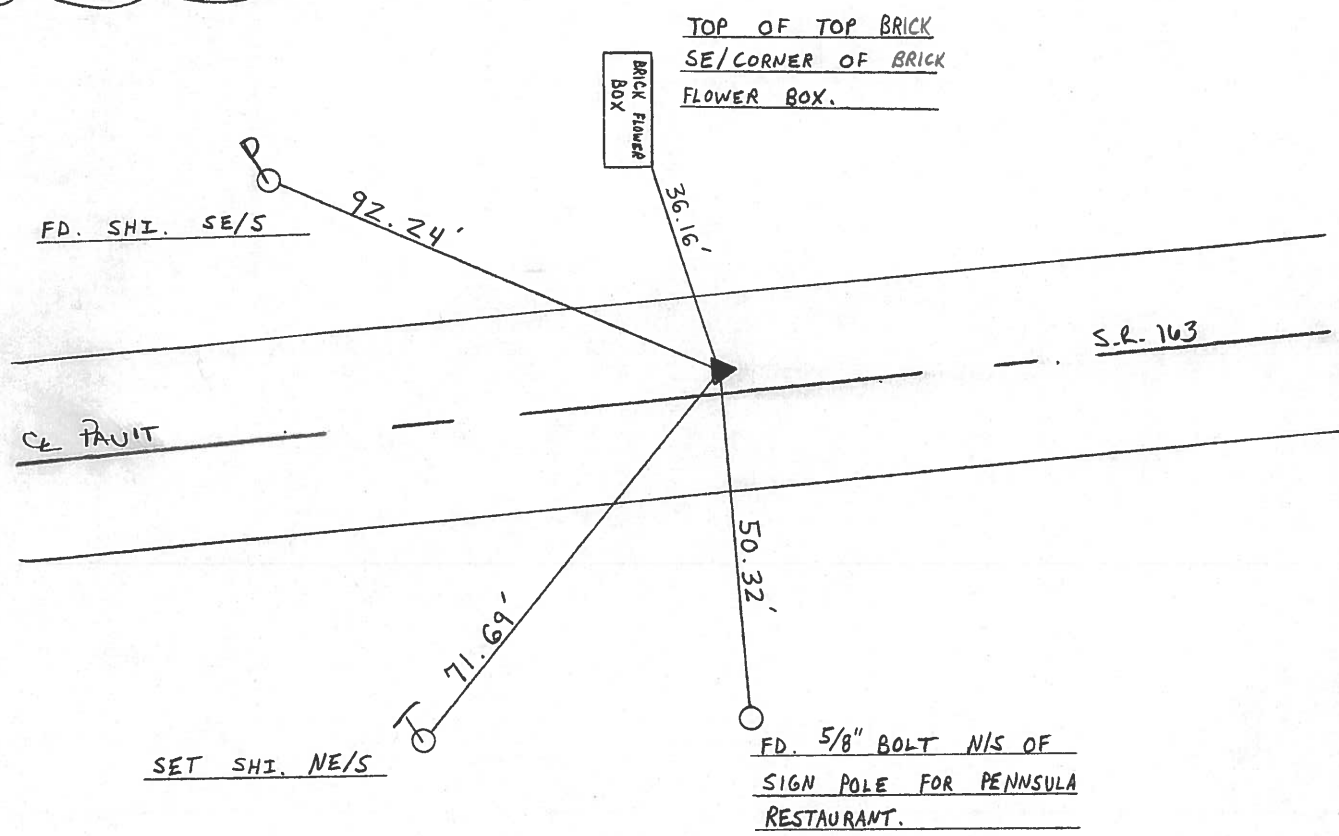 TOP OF TOP BRICK
SE/CORNER OF BRICK
FLOWER BOX.
BRICK FLOWER
BOX
P
92.24'
36.16'
FD. SHI. SE/S
S.R. 163
C̵L PAV'T
50.32'
71.69'
T
SET SHI. NE/S
FD. 5/8" BOLT N/S OF
SIGN POLE FOR PENNSULA
RESTAURANT.